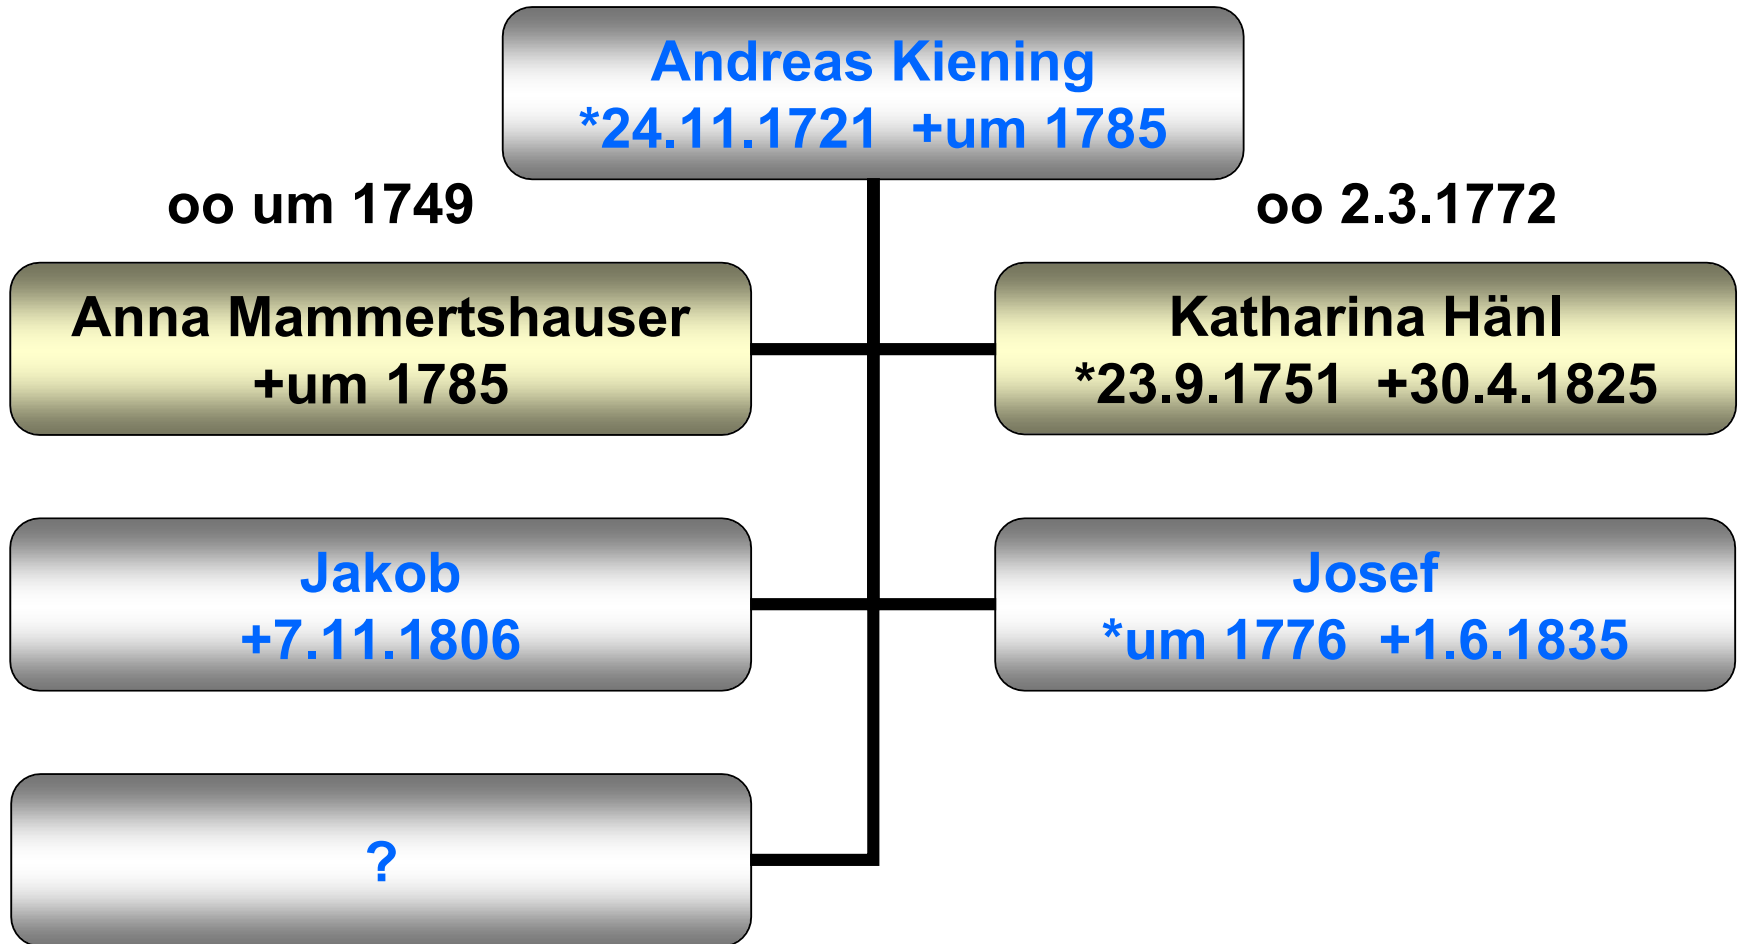 Andreas Kiening
*24.11.1721 +um 1785
oo um 1749
oo 2.3.1772
Anna Mammertshauser
+um 1785
Katharina Hänl
*23.9.1751 +30.4.1825
Jakob
+7.11.1806
Josef
*um 1776 +1.6.1835
?